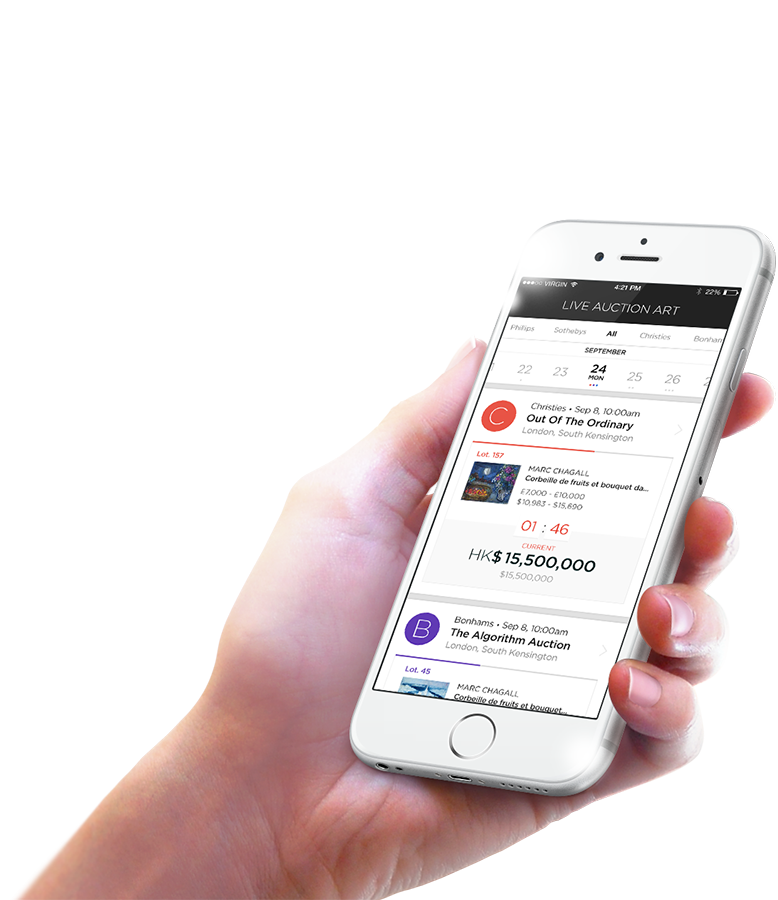 VIRGIN 4:21 PM 22%
LIVE AUCTION ART
Phillips Sothebys All Christies Bonham
SEPTEMBER
22 23 24 25 26 2
MON
C
Christies • Sep 8, 10:00am
Out Of The Ordinary
London, South Kensington
Lot. 157
MARC CHAGALL
Corbeille de fruits et bouquet da...
£7,000 - £10,000
$10,983 - $15,690
01 : 46
CURRENT
HK$ 15,500,000
$15,500,000
B
Bonhams • Sep 8, 10:00am
The Algorithm Auction
London, South Kensington
Lot. 45
MARC CHAGALL
Corbeille de fruits et bouquet...